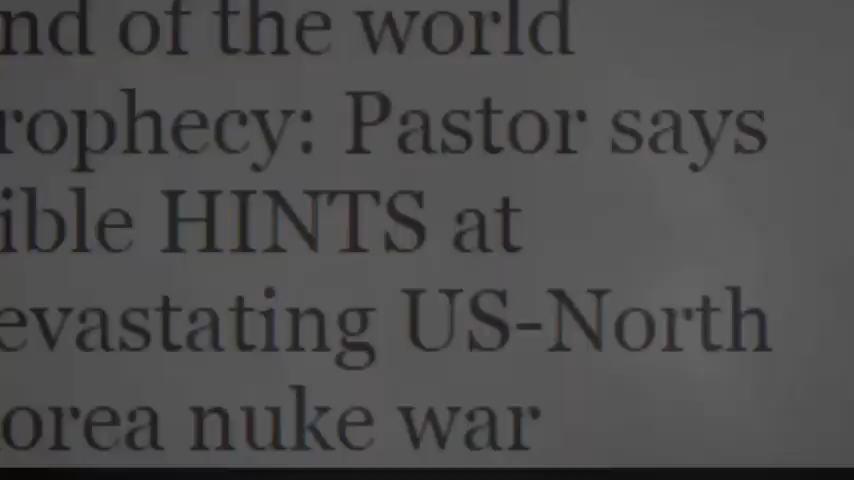 nd of the world
rophecy: Pastor says
ible HINTS at
evastating US-North
orea nuke war